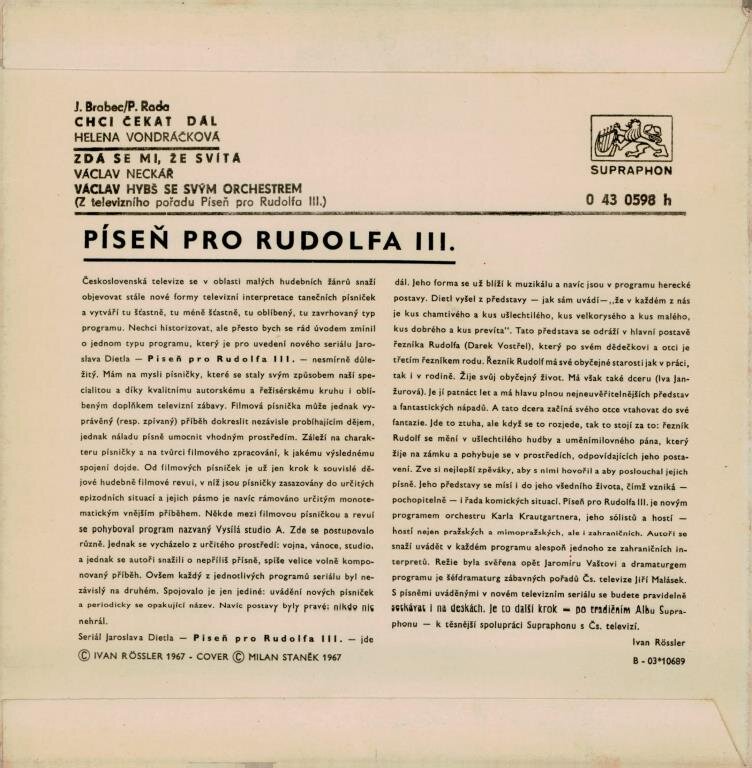 J. Brabec/P. Rada
CHCI ČEKAT DÁL
HELENA VONDRÁČKOVÁ
ZDÁ SE MI, ŽE SVÍTÁ
VÁCLAV NECKÁŘ
VÁCLAV HYBŠ SE SVÝM ORCHESTREM
(Z televizního pořadu Píseň pro Rudolfa III.)
SUPRAPHON
0 43 0598 h
PÍSEŇ PRO RUDOLFA III.
Československá televize se v oblasti malých hudebních žánrů snaží
objevovat stále nové formy televizní interpretace tanečních písniček
a vytváří tu šťastně, tu méně šťastně, tu oblíbený, tu zavrhovaný typ
programu. Nechci historizovat, ale přesto bych se rád úvodem zmínil
o jednom typu programu, který je pro uvedení nového seriálu Jaro-
slava Dietla — Píseň pro Rudolfa III. — nesmírně důle-
žitý. Mám na mysli písničky, které se staly svým způsobem naší spe-
cialitou a díky kvalitnímu autorskému a režisérskému kruhu i oblí-
beným doplňkem televizní zábavy. Filmová písnička může jednak vy-
právěný (resp. zpívaný) příběh dokreslit nezávisle probíhajícím dějem,
jednak náladu písně umocnit vhodným prostředím. Záleží na charak-
teru písničky a na tvůrci filmového zpracování, k jakému výslednému
spojení dojde. Od filmových písniček je už jen krok k souvislé dě-
jové hudebně filmové revui, v níž jsou písničky zasazovány do určitých
epizodních situací a jejich pásmo je navíc rámováno určitým monote-
matickým vnějším příběhem. Někde mezi filmovou písničkou a revuí
se pohyboval program nazvaný Vysílá studio A. Zde se postupovalo
různě. Jednak se vycházelo z určitého prostředí: vojna, vánoce, studio,
a jednak se autoři snažili o nepříliš přísně, spíše velice volně kompo-
novaný příběh. Ovšem každý z jednotlivých programů seriálu byl ne-
závislý na druhém. Spojovalo je jen jediné: uvádění nových písniček
a periodicky se opakující název. Navíc postavy byly pravé: nikdo nic
nehrál.
Seriál Jaroslava Dietla — Píseň pro Rudolfa III. — jde
© IVAN RÖSSLER 1967 - COVER © MILAN STANĚK 1967
dál. Jeho forma se už blíží k muzikálu a navíc jsou v programu herecké
postavy. Dietl vyšel z představy — jak sám uvádí—„že v každém z nás
je kus chamtivého a kus ušlechtilého, kus velkorysého a kus malého,
kus dobrého a kus prevíta“. Tato představa se odráží v hlavní postavě
řezníka Rudolfa (Darek Vostřel), který po svém dědečkovi a otci je
třetím řezníkem rodu. Řezník Rudolf má své obyčejné starosti jak v práci,
tak i v rodině. Žije svůj obyčejný život. Má však také dceru (Iva Jan-
žurová). Je jí patnáct let a má hlavu plnou nejneuvěřitelnějších představ
a fantastických nápadů. A tato dcera začíná svého otce vtahovat do své
fantazie. Jde to ztuha, ale když se to rozjede, tak to stojí za to: řezník
Rudolf se mění v ušlechtilého hudby a uměnímilovného pána, který
žije na zámku a pohybuje se v prostředích, odpovídajících jeho posta-
vení. Zve si nejlepší zpěváky, aby s nimi hovořil a aby poslouchal jejich
písně. Jeho představy se mísí i do jeho všedního života, čímž vzniká —
pochopitelně — i řada komických situací. Píseň pro Rudolfa III. je novým
programem orchestru Karla Krautgartnera, jeho sólistů a hostí —
hostí nejen pražských a mimopražských, ale i zahraničních. Autoři se
snaží uvádět v každém programu alespoň jednoho ze zahraničních in-
terpretů. Režie byla svěřena opět Jaromíru Vaštovi a dramaturgem
programu je šéfdramaturg zábavných pořadů Čs. televize Jiří Malásek.
S písněmi uváděnými v novém televizním seriálu se budete pravidelně
setkávat i na deskách. Je to další krok — po tradičním Albu Supra-
phonu — k těsnější spolupráci Supraphonu s Čs. televizí.
Ivan Rössler
B - 03*10689